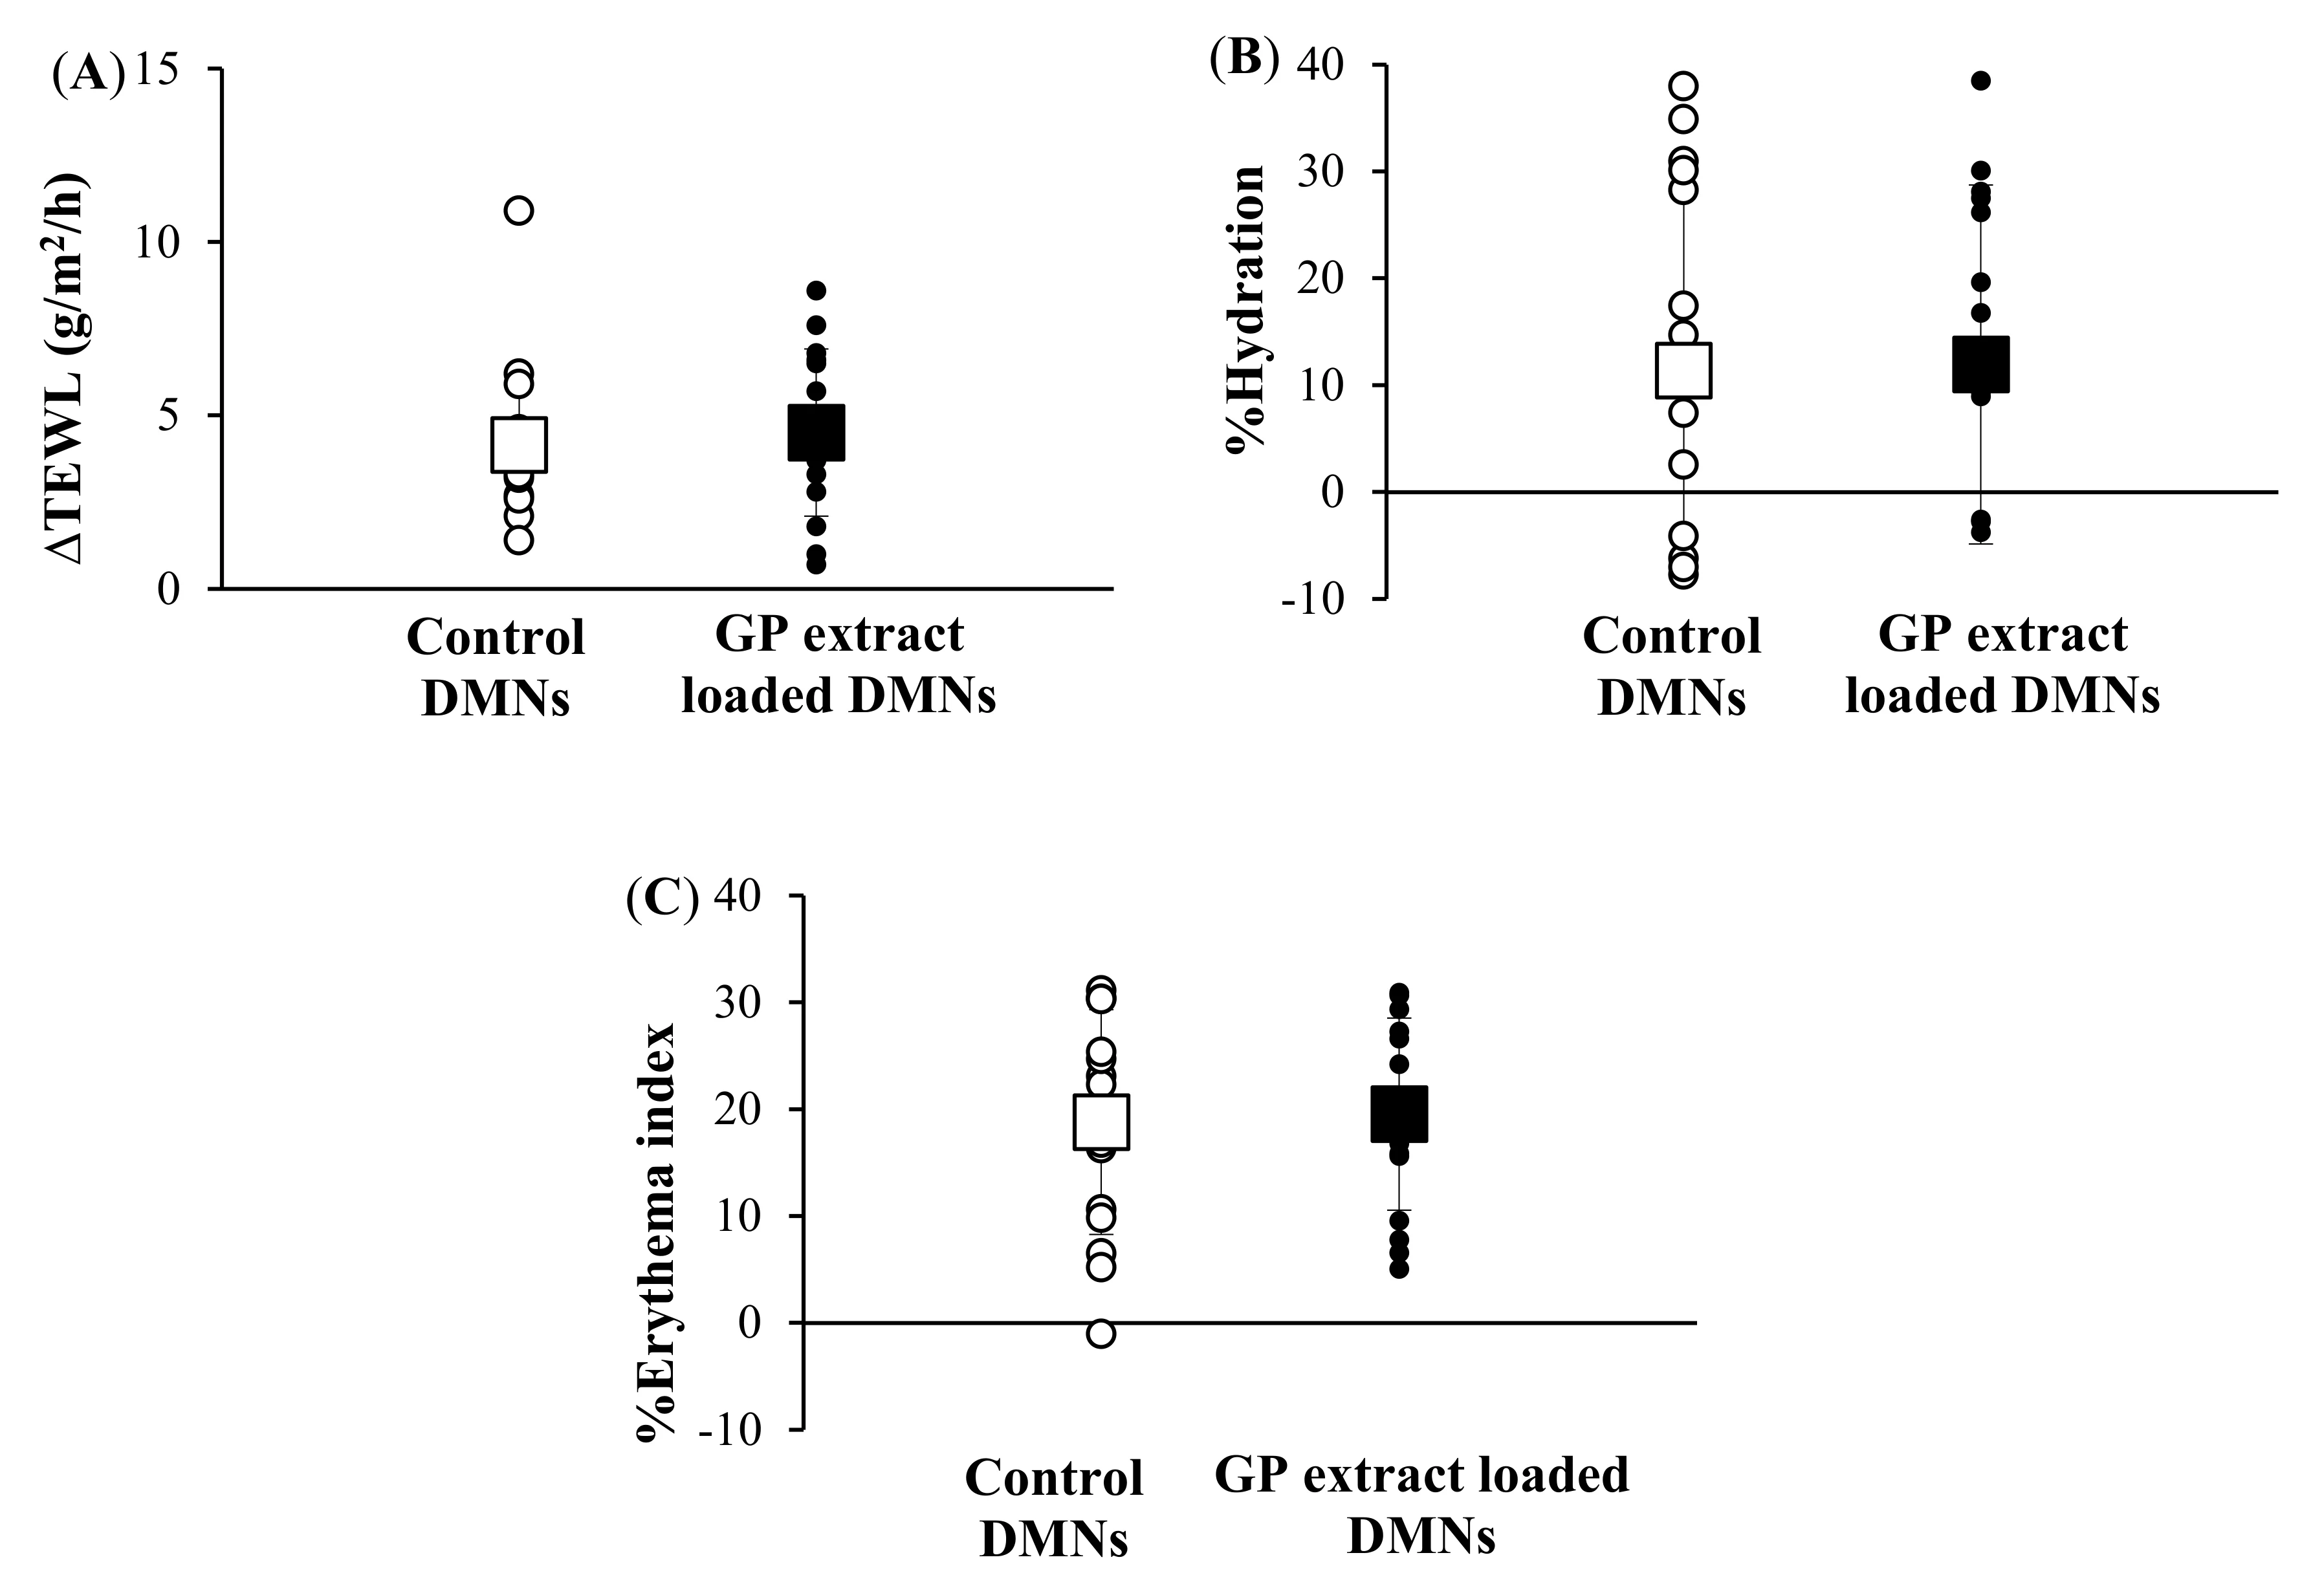 (A)
15
10
5
0
ΔTEWL (g/m²/h)
Control
DMNs
GP extract
loaded DMNs
(B)
40
30
20
10
0
-10
%Hydration
Control
DMNs
GP extract
loaded DMNs
(C)
40
30
20
10
0
-10
%Erythema index
Control
DMNs
GP extract loaded
DMNs